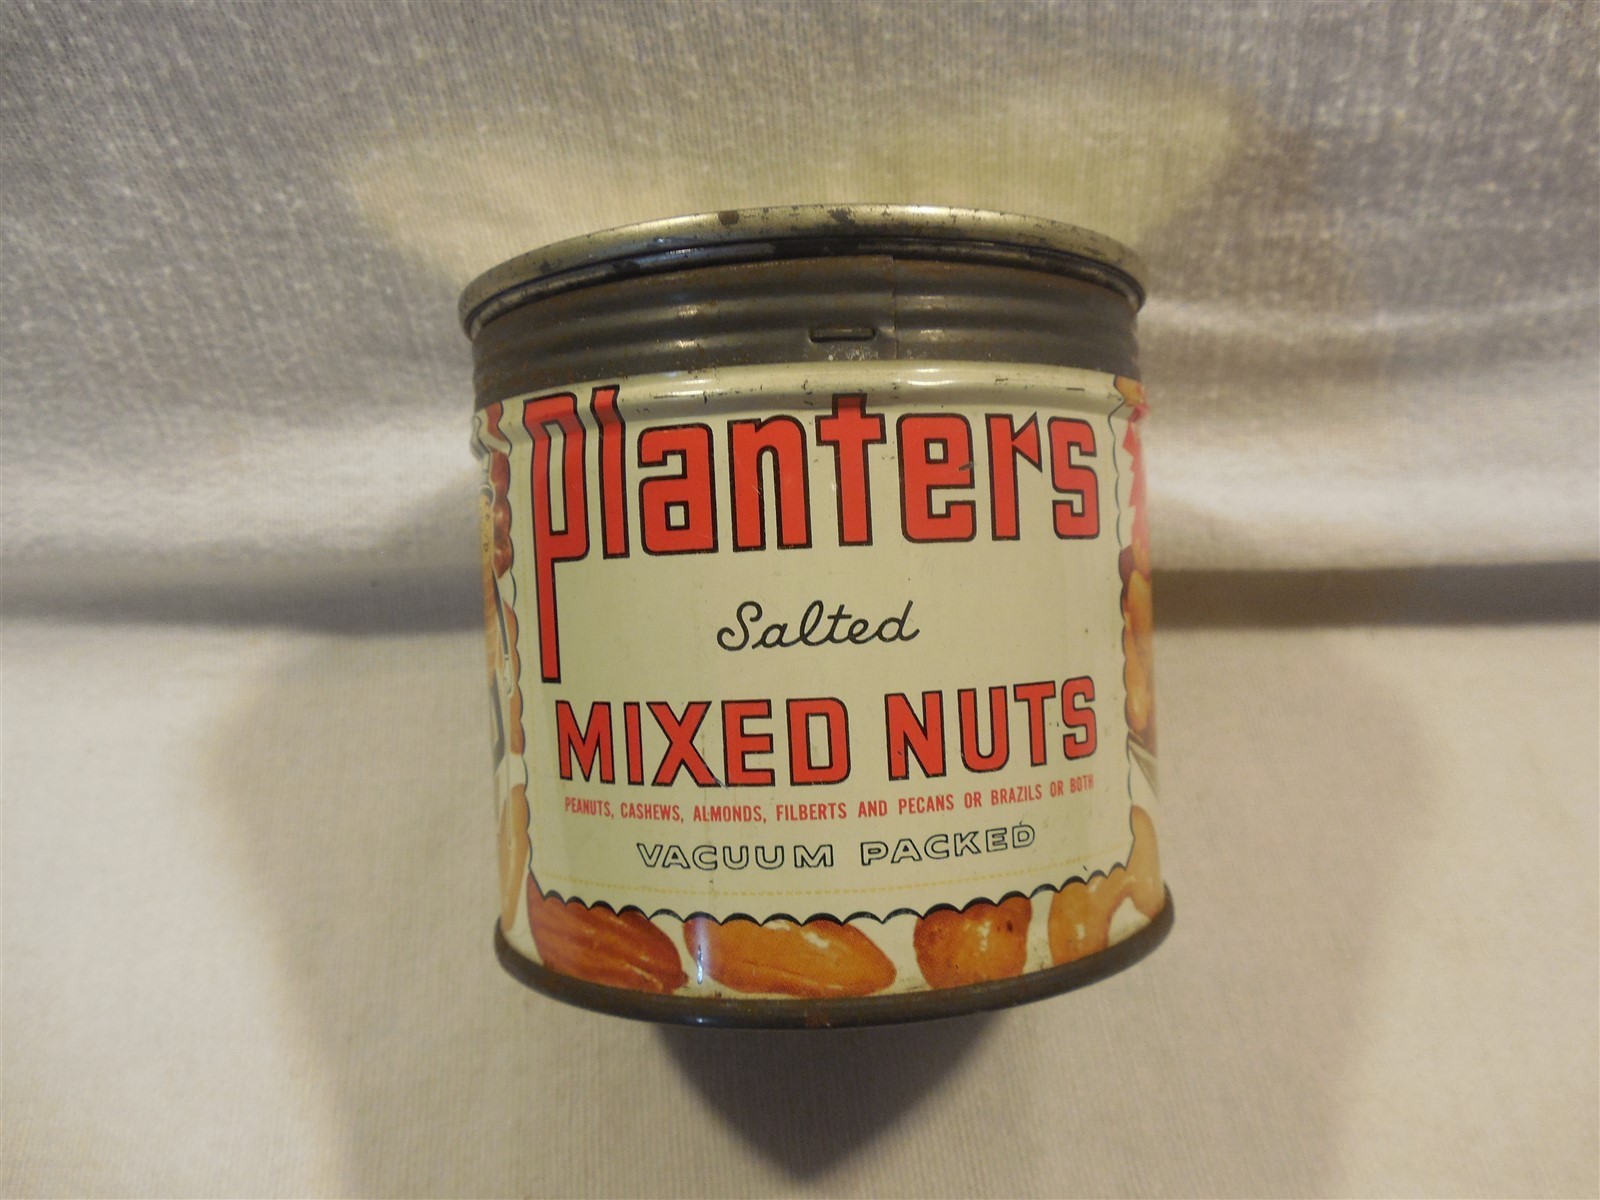 Planters
Salted
MIXED NUTS
PEANUTS, CASHEWS, ALMONDS, FILBERTS AND PECANS OR BRAZILS OR BOTH
VACUUM PACKED